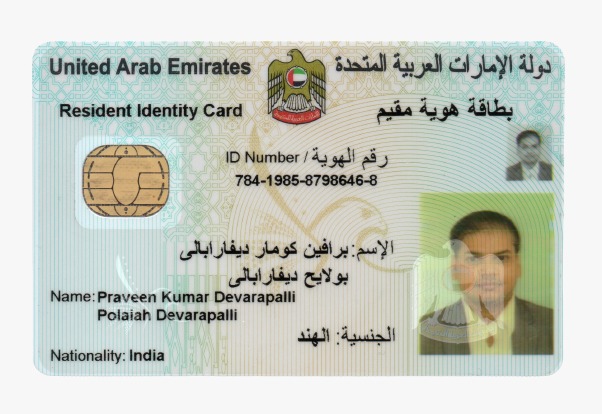 United Arab Emirates
دولة الإمارات العربية المتحدة
Resident Identity Card
بطاقة هوية مقيم
ID Number / رقم الهوية
784-1985-8798646-8
الإسم: برافين كومار ديفارابالى
بولايح ديفارابالى
Name: Praveen Kumar Devarapalli
Polaiah Devarapalli
الجنسية: الهند
Nationality: India